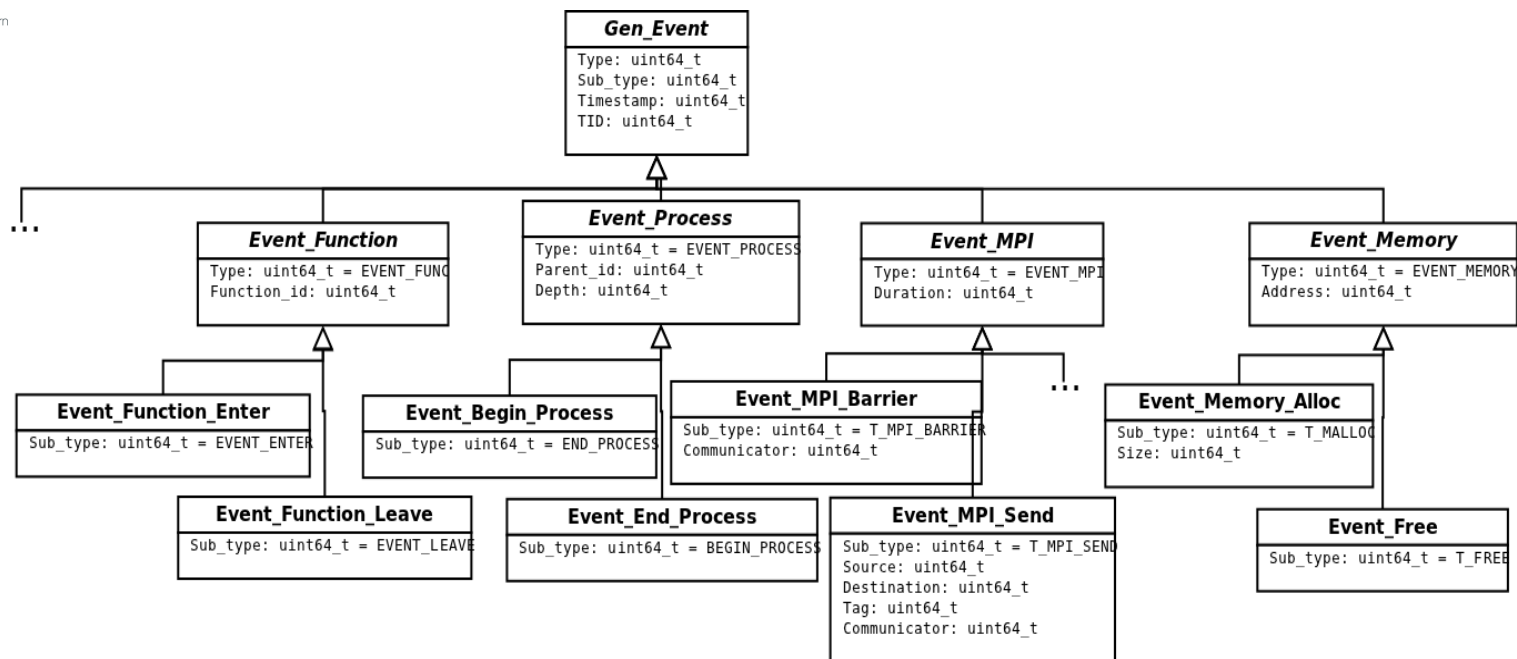 rn
Gen_Event
Type: uint64_t
Sub_type: uint64_t
Timestamp: uint64_t
TID: uint64_t
...
Event_Function
Type: uint64_t = EVENT_FUNC
Function_id: uint64_t
Event_Process
Type: uint64_t = EVENT_PROCESS
Parent_id: uint64_t
Depth: uint64_t
Event_MPI
Type: uint64_t = EVENT_MPI
Duration: uint64_t
Event_Memory
Type: uint64_t = EVENT_MEMORY
Address: uint64_t
Event_Function_Enter
Sub_type: uint64_t = EVENT_ENTER
Event_Begin_Process
Sub_type: uint64_t = END_PROCESS
Event_MPI_Barrier
Sub_type: uint64_t = T_MPI_BARRIER
Communicator: uint64_t
...
Event_Memory_Alloc
Sub_type: uint64_t = T_MALLOC
Size: uint64_t
Event_Function_Leave
Sub_type: uint64_t = EVENT_LEAVE
Event_End_Process
Sub_type: uint64_t = BEGIN_PROCESS
Event_MPI_Send
Sub_type: uint64_t = T_MPI_SEND
Source: uint64_t
Destination: uint64_t
Tag: uint64_t
Communicator: uint64_t
Event_Free
Sub_type: uint64_t = T_FREE